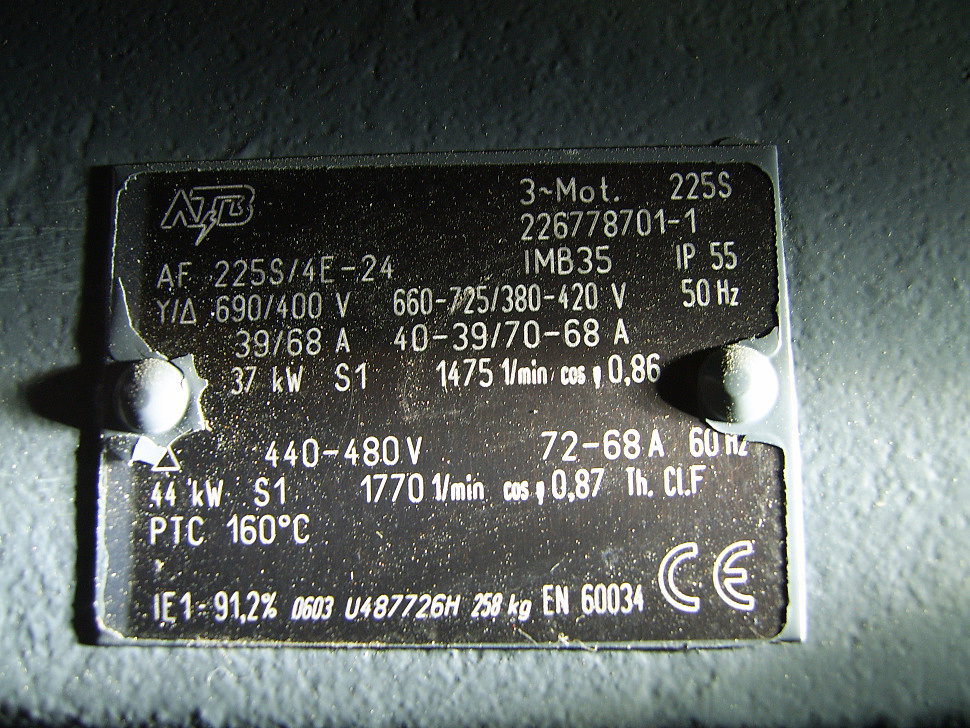 ATB 3~Mot. 225S
226778701-1
AF 225S/4E-24 IMB35 IP 55
Y/Δ 690/400 V 660-725/380-420 V 50 Hz
39/68 A 40-39/70-68 A
37 kW S1 1475 1/min cos φ 0,86
Δ 440-480V 72-68 A 60 Hz
44 kW S1 1770 1/min cos φ 0,87 Th. Cl.F
PTC 160°C
IE1=91,2% 0603 U487726H 258 kg EN 60034 CE